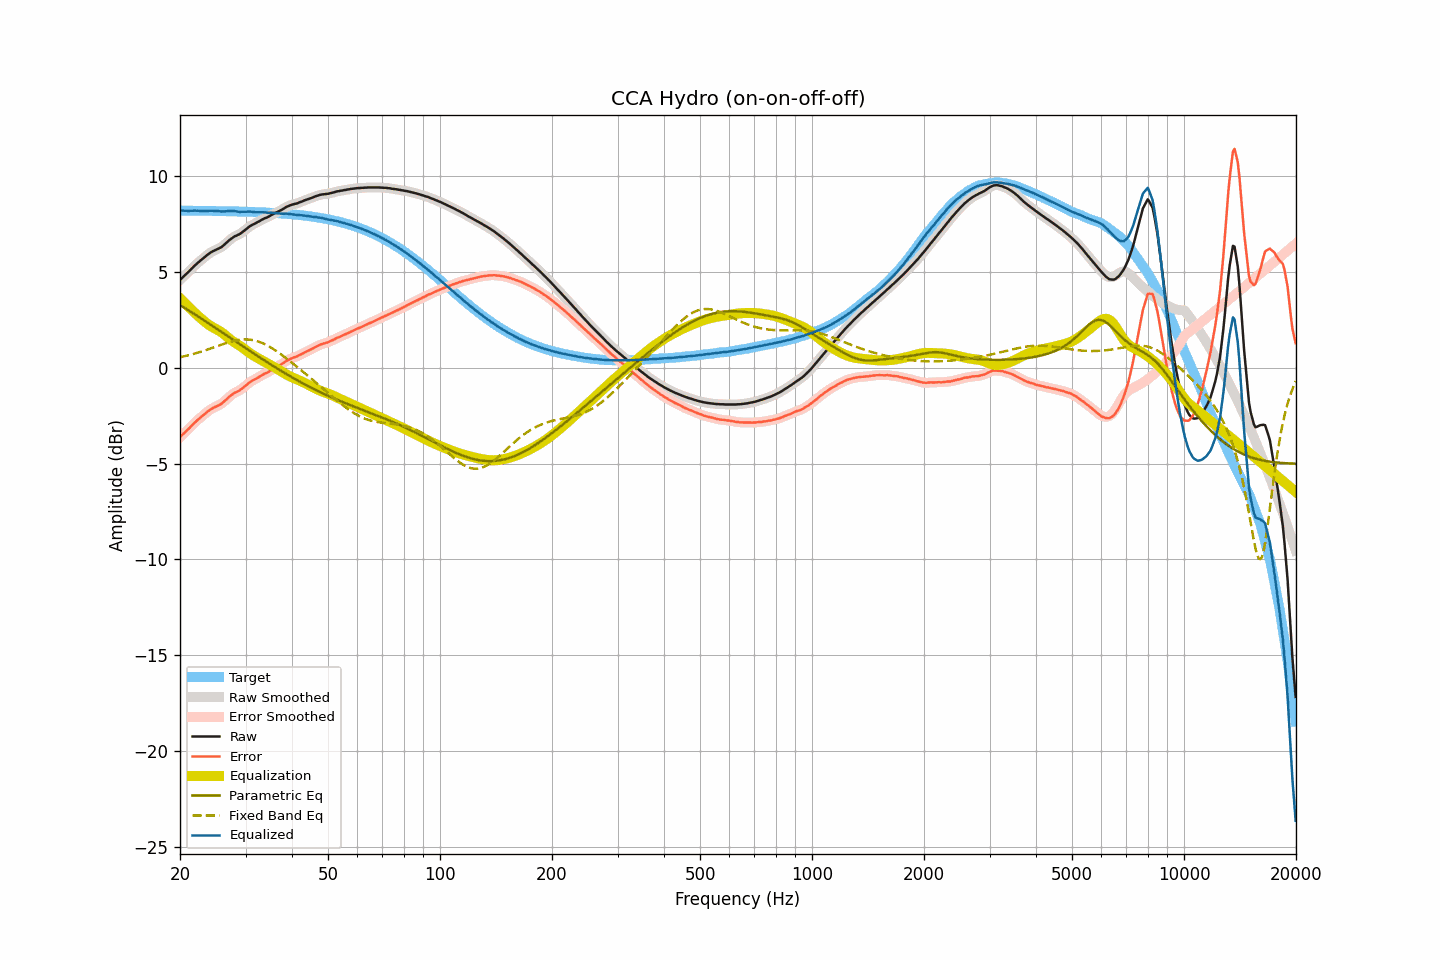 CCA Hydro (on-on-off-off)
10
5
0
−5
−10
−15
−20
−25
Amplitude (dBr)
Target
Raw Smoothed
Error Smoothed
Raw
Error
Equalization
Parametric Eq
Fixed Band Eq
Equalized
20 50 100 200 500 1000 2000 5000 10000 20000
Frequency (Hz)